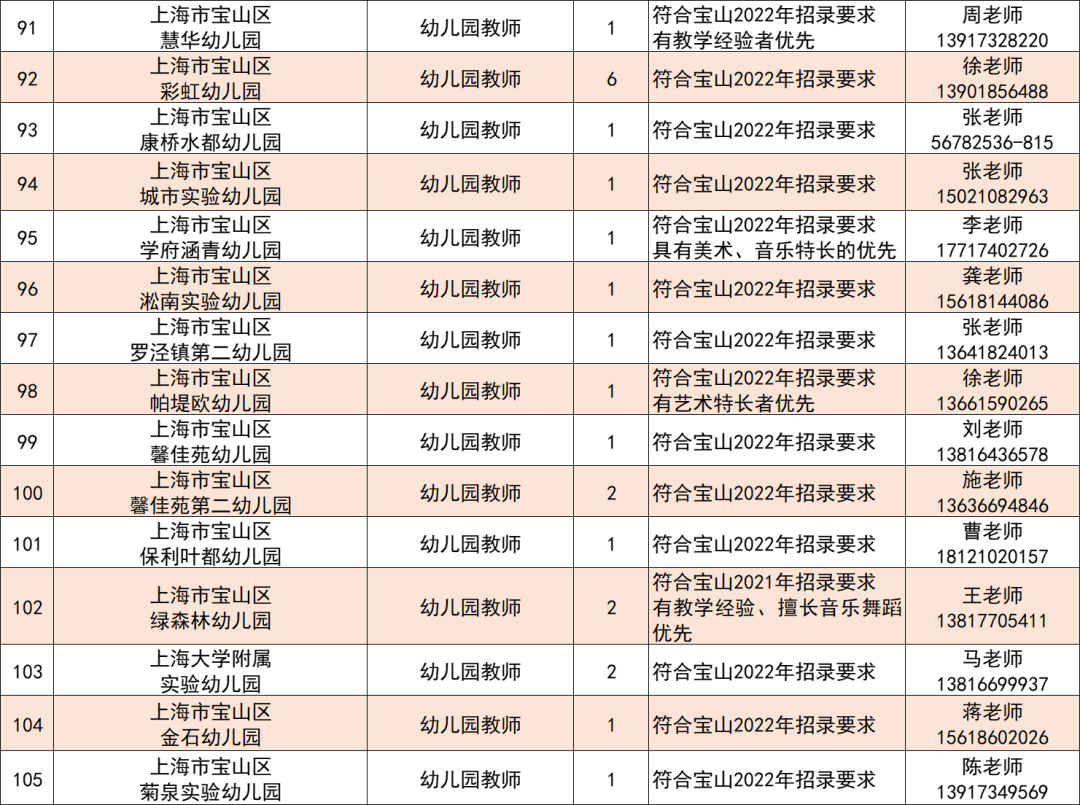 91 上海市宝山区 慧华幼儿园 幼儿园教师 1 符合宝山2022年招录要求 有教学经验者优先 周老师 13917328220
92 上海市宝山区 彩虹幼儿园 幼儿园教师 6 符合宝山2022年招录要求 徐老师 13901856488
93 上海市宝山区 康桥水都幼儿园 幼儿园教师 1 符合宝山2022年招录要求 张老师 56782536-815
94 上海市宝山区 城市实验幼儿园 幼儿园教师 1 符合宝山2022年招录要求 张老师 15021082963
95 上海市宝山区 学府涵青幼儿园 幼儿园教师 1 符合宝山2022年招录要求 具有美术、音乐特长的优先 李老师 17717402726
96 上海市宝山区 淞南实验幼儿园 幼儿园教师 1 符合宝山2022年招录要求 龚老师 15618144086
97 上海市宝山区 罗泾镇第二幼儿园 幼儿园教师 1 符合宝山2022年招录要求 张老师 13641824013
98 上海市宝山区 帕堤欧幼儿园 幼儿园教师 1 符合宝山2022年招录要求 有艺术特长者优先 徐老师 13661590265
99 上海市宝山区 馨佳苑幼儿园 幼儿园教师 1 符合宝山2022年招录要求 刘老师 13816436578
100 上海市宝山区 馨佳苑第二幼儿园 幼儿园教师 2 符合宝山2022年招录要求 施老师 13636694846
101 上海市宝山区 保利叶都幼儿园 幼儿园教师 1 符合宝山2022年招录要求 曹老师 18121020157
102 上海市宝山区 绿森林幼儿园 幼儿园教师 2 符合宝山2021年招录要求 有教学经验、擅长音乐舞蹈优先 王老师 13817705411
103 上海大学附属 实验幼儿园 幼儿园教师 2 符合宝山2022年招录要求 马老师 13816699937
104 上海市宝山区 金石幼儿园 幼儿园教师 1 符合宝山2022年招录要求 蒋老师 15618602026
105 上海市宝山区 菊泉实验幼儿园 幼儿园教师 1 符合宝山2022年招录要求 陈老师 13917349569